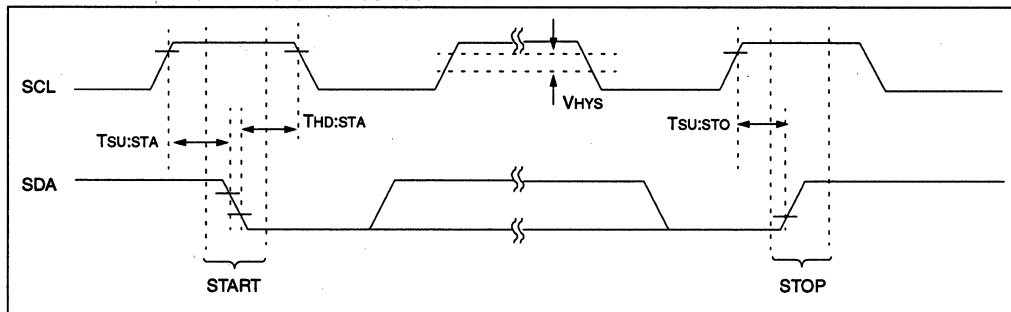 SCL
VHYS
TSU:STA
THD:STA
TSU:STO
SDA
START
STOP